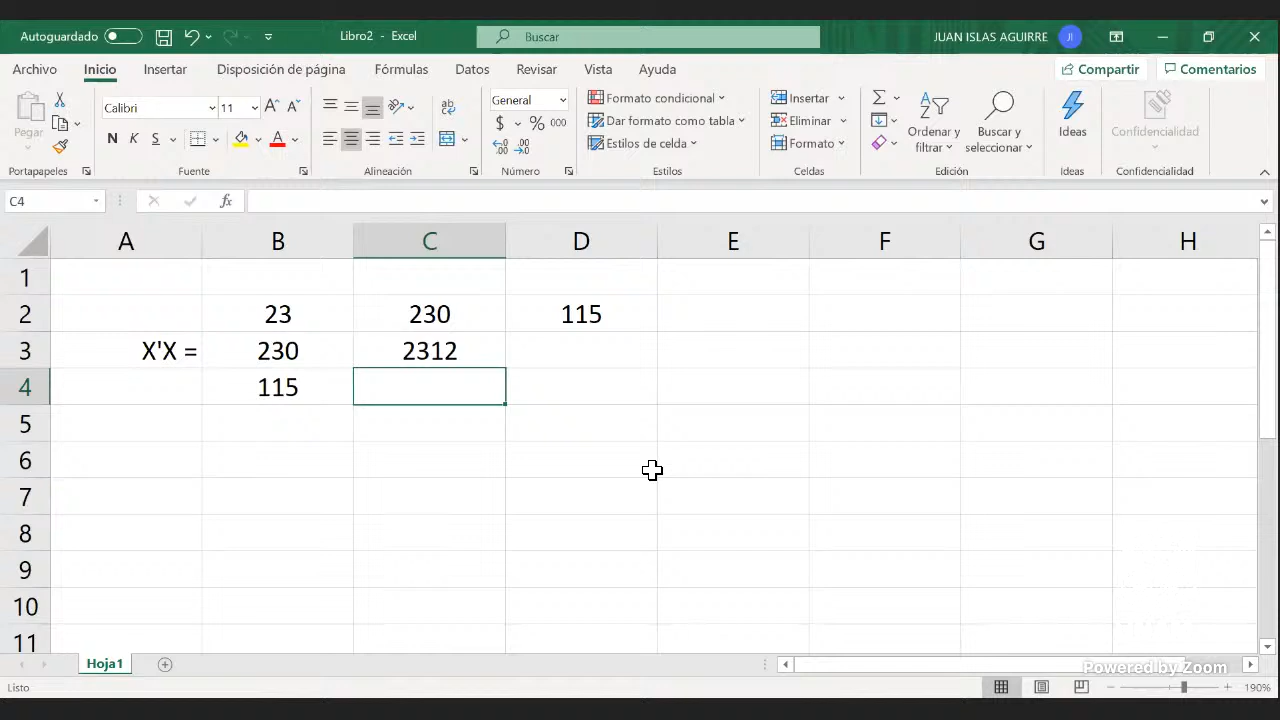 Autoguardado Libro2 - Excel Buscar JUAN ISLAS AGUIRRE JI
Archivo Inicio Insertar Disposición de página Fórmulas Datos Revisar Vista Ayuda Compartir Comentarios
Calibri 11 General Formato condicional Insertar
Pegar N K S $ % 000 Dar formato como tabla Eliminar Ordenar y filtrar Buscar y seleccionar Ideas Confidencialidad
Estilos de celda Formato
Portapapeles Fuente Alineación Número Estilos Celdas Edición Ideas Confidencialidad
C4 fx
A B C D E F G H
1
2 23 230 115
3 X'X = 230 2312
4 115
5
6
7
8
9
10
11
Hoja1
Powered by Zoom
Listo 190%